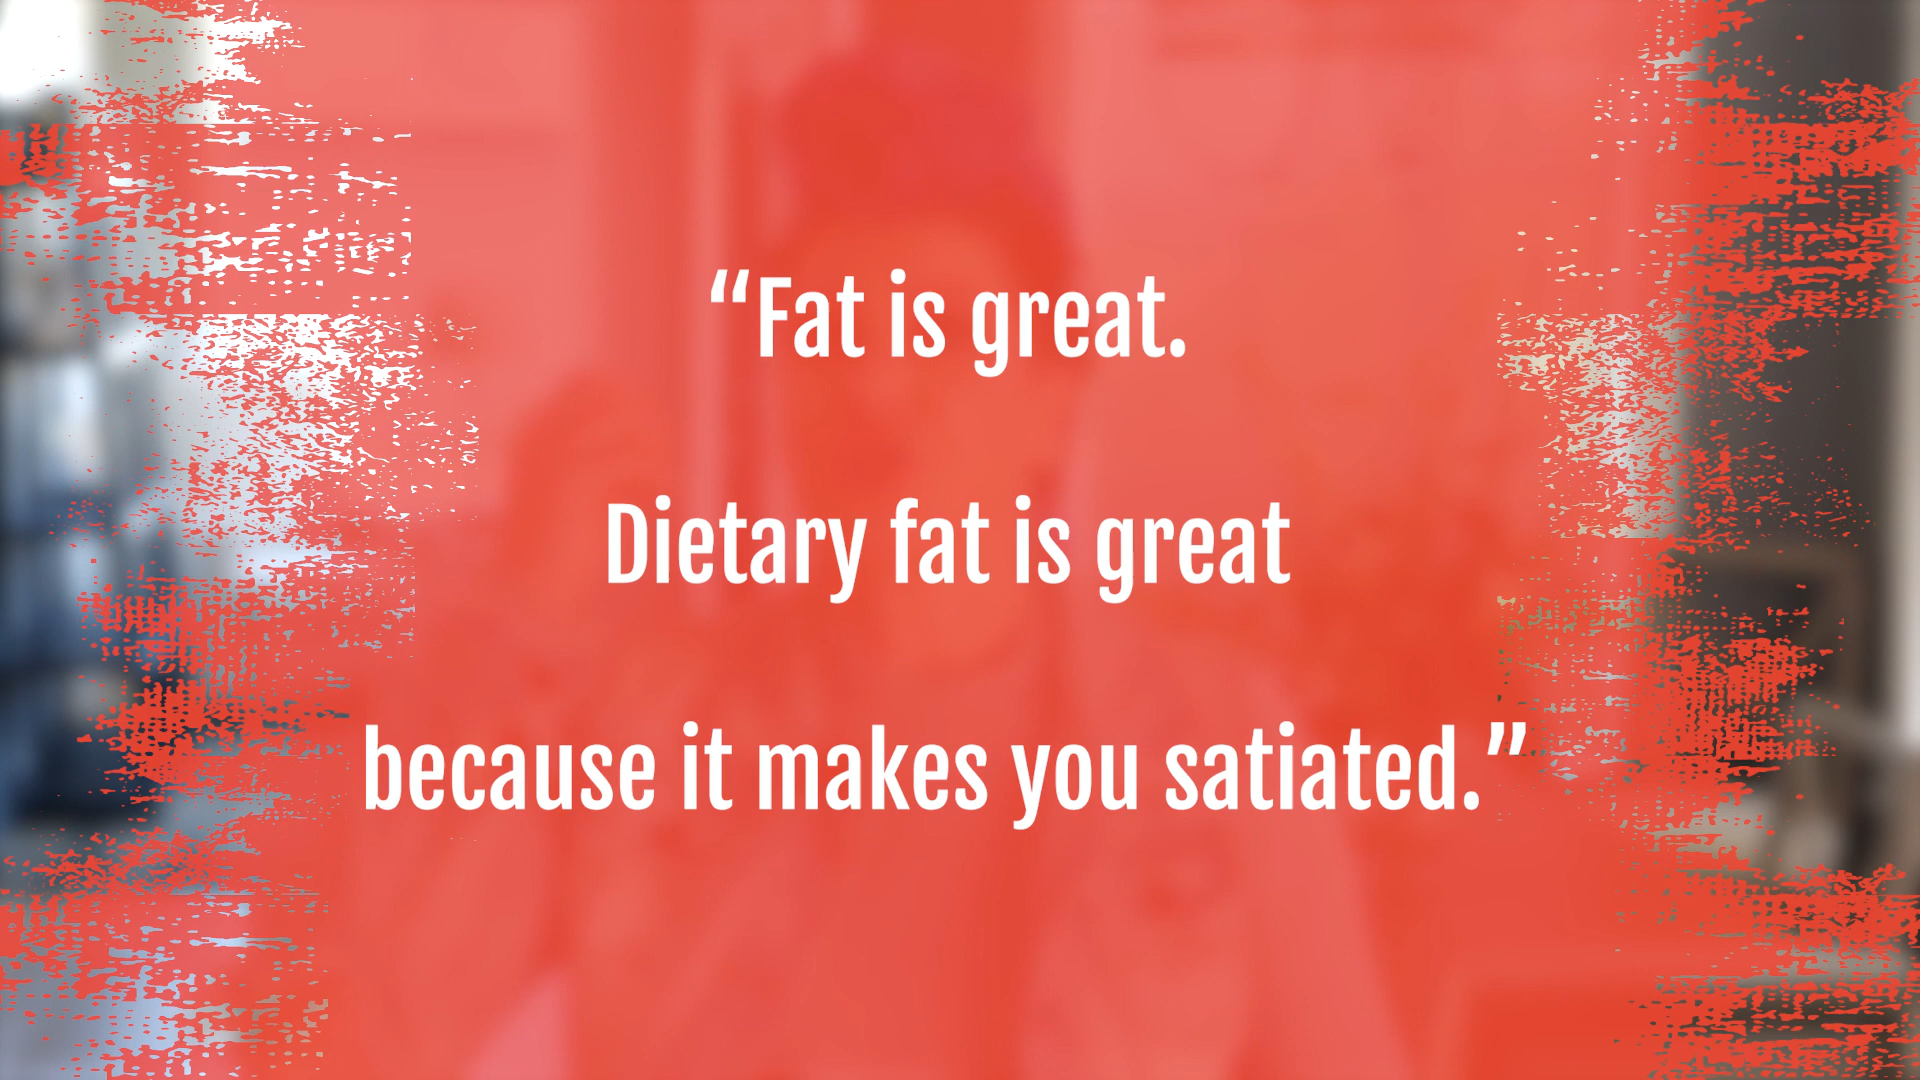 “Fat is great.
Dietary fat is great
because it makes you satiated.”